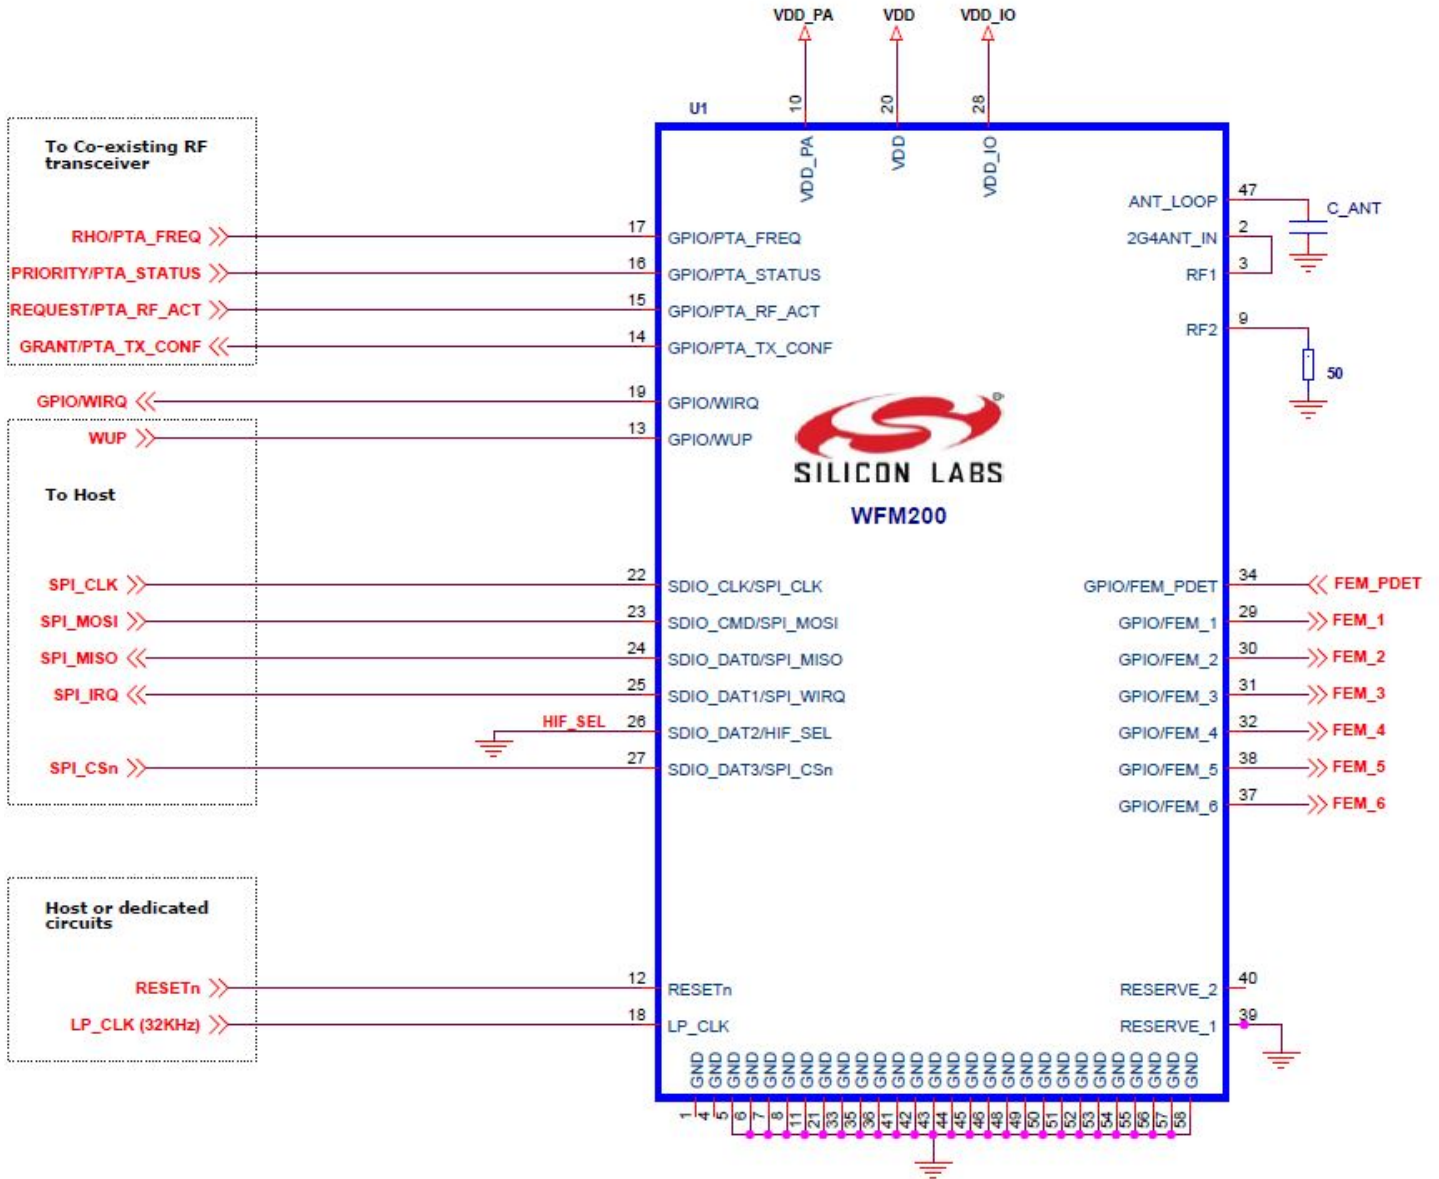 VDD_PA VDD VDD_IO
U1
10 20 28
VDD_PA VDD VDD_IO
To Co-existing RF
transceiver
RHO/PTA_FREQ 17 GPIO/PTA_FREQ
PRIORITY/PTA_STATUS 16 GPIO/PTA_STATUS
REQUEST/PTA_RF_ACT 15 GPIO/PTA_RF_ACT
GRANT/PTA_TX_CONF 14 GPIO/PTA_TX_CONF
GPIO/WIRQ 19 GPIO/WIRQ
WUP 13 GPIO/WUP
To Host
SPI_CLK 22 SDIO_CLK/SPI_CLK
SPI_MOSI 23 SDIO_CMD/SPI_MOSI
SPI_MISO 24 SDIO_DAT0/SPI_MISO
SPI_IRQ 25 SDIO_DAT1/SPI_WIRQ
HIF_SEL 26 SDIO_DAT2/HIF_SEL
SPI_CSn 27 SDIO_DAT3/SPI_CSn
Host or dedicated
circuits
RESETn 12 RESETn
LP_CLK (32KHz) 18 LP_CLK
®
SILICON LABS
WFM200
ANT_LOOP 47 C_ANT
2G4ANT_IN 2
RF1 3
RF2 9
50
GPIO/FEM_PDET 34 FEM_PDET
GPIO/FEM_1 29 FEM_1
GPIO/FEM_2 30 FEM_2
GPIO/FEM_3 31 FEM_3
GPIO/FEM_4 32 FEM_4
GPIO/FEM_5 38 FEM_5
GPIO/FEM_6 37 FEM_6
RESERVE_2 40
RESERVE_1 39
GND GND GND GND GND GND GND GND GND GND GND GND GND GND GND GND GND GND GND GND GND GND GND GND GND GND GND GND
1 4 5 6 7 8 11 21 33 35 36 41 42 43 44 45 46 48 49 50 51 52 53 54 55 56 57 58